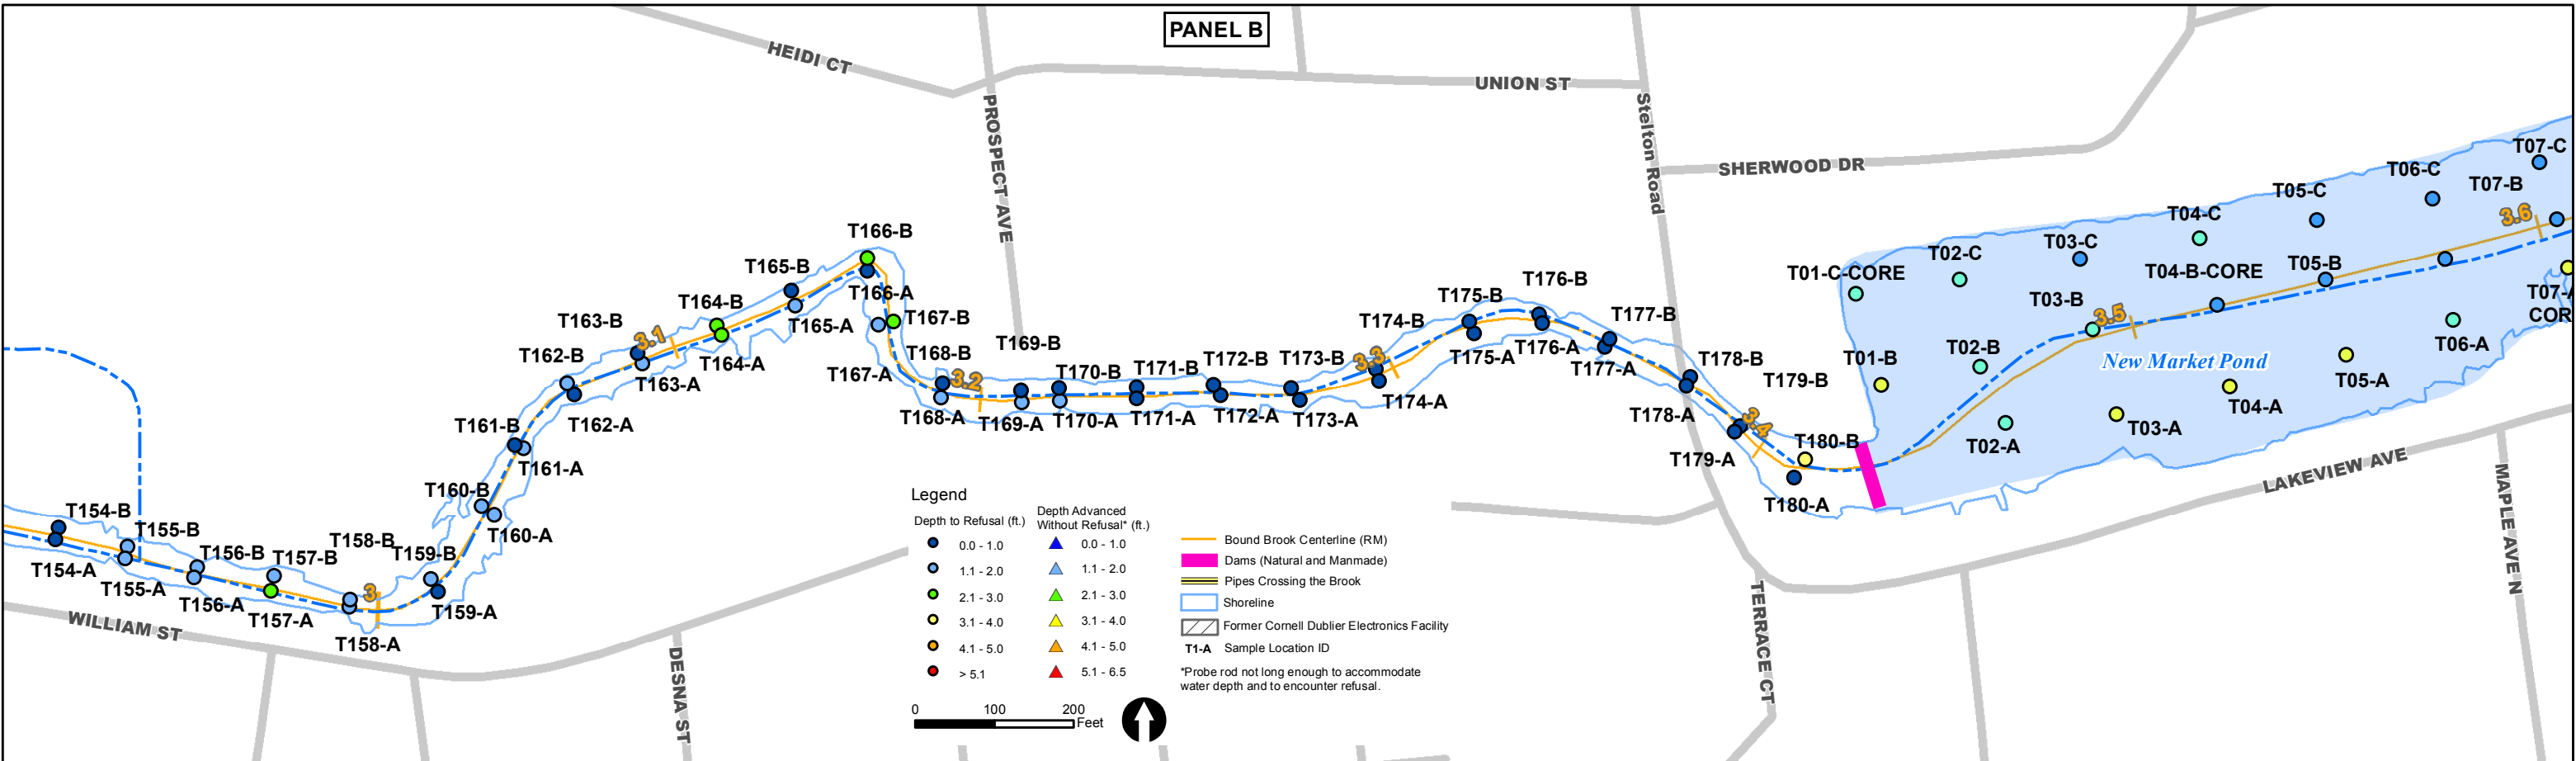 PANEL B
HEIDI CT
UNION ST
PROSPECT AVE
Stelton Road
SHERWOOD DR
T07-C
T06-C
T07-B
T05-C
T04-C
3.6
T03-C
T02-C
T01-C-CORE
T04-B-CORE
T05-B
T03-B
3.5
T07-A
COR
T06-A
New Market Pond
T02-B
T01-B
T05-A
T04-A
T03-A
T02-A
LAKEVIEW AVE
MAPLE AVE N
TERRACE CT
T166-B
T165-B
T166-A
T164-B
T165-A
T167-B
T163-B
3.1
T164-A
T162-B
T163-A
T167-A
T168-B
3.2
T168-A
T169-B
T169-A
T170-B
T170-A
T171-B
T171-A
T172-B
T172-A
T173-B
T173-A
T174-B
3.3
T174-A
T175-B
T175-A
T176-B
T176-A
T177-B
T177-A
T178-B
T178-A
T179-B
3.4
T179-A
T180-B
T180-A
T161-B
T162-A
T161-A
T160-B
T160-A
T154-B
T155-B
T156-B
T157-B
T158-B
T159-B
T154-A
T155-A
T156-A
T157-A
3
T159-A
T158-A
WILLIAM ST
DESNA ST
Legend
Depth to Refusal (ft.)
0.0 - 1.0
1.1 - 2.0
2.1 - 3.0
3.1 - 4.0
4.1 - 5.0
> 5.1
Depth Advanced
Without Refusal* (ft.)
0.0 - 1.0
1.1 - 2.0
2.1 - 3.0
3.1 - 4.0
4.1 - 5.0
5.1 - 6.5
Bound Brook Centerline (RM)
Dams (Natural and Manmade)
Pipes Crossing the Brook
Shoreline
Former Cornell Dublier Electronics Facility
T1-A Sample Location ID
*Probe rod not long enough to accommodate
water depth and to encounter refusal.
0 100 200
Feet